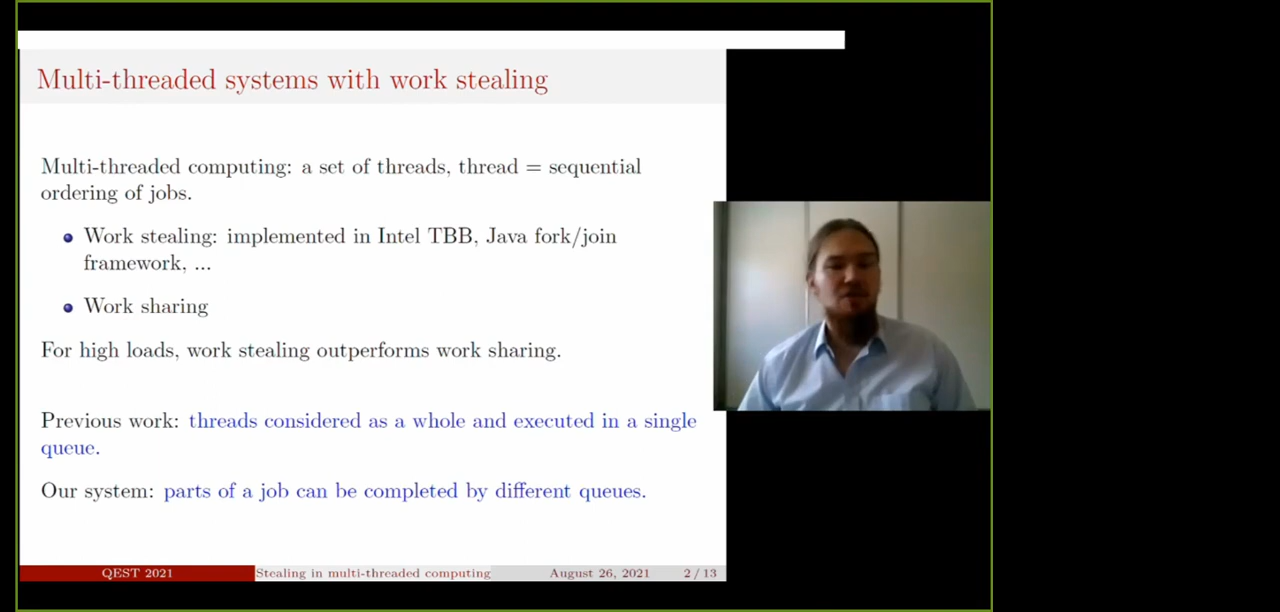 Multi-threaded systems with work stealing
Multi-threaded computing: a set of threads, thread = sequential
ordering of jobs.
Work stealing: implemented in Intel TBB, Java fork/join
framework, ...
Work sharing
For high loads, work stealing outperforms work sharing.
Previous work: threads considered as a whole and executed in a single
queue.
Our system: parts of a job can be completed by different queues.
QEST 2021 Stealing in multi-threaded computing August 26, 2021 2 / 13